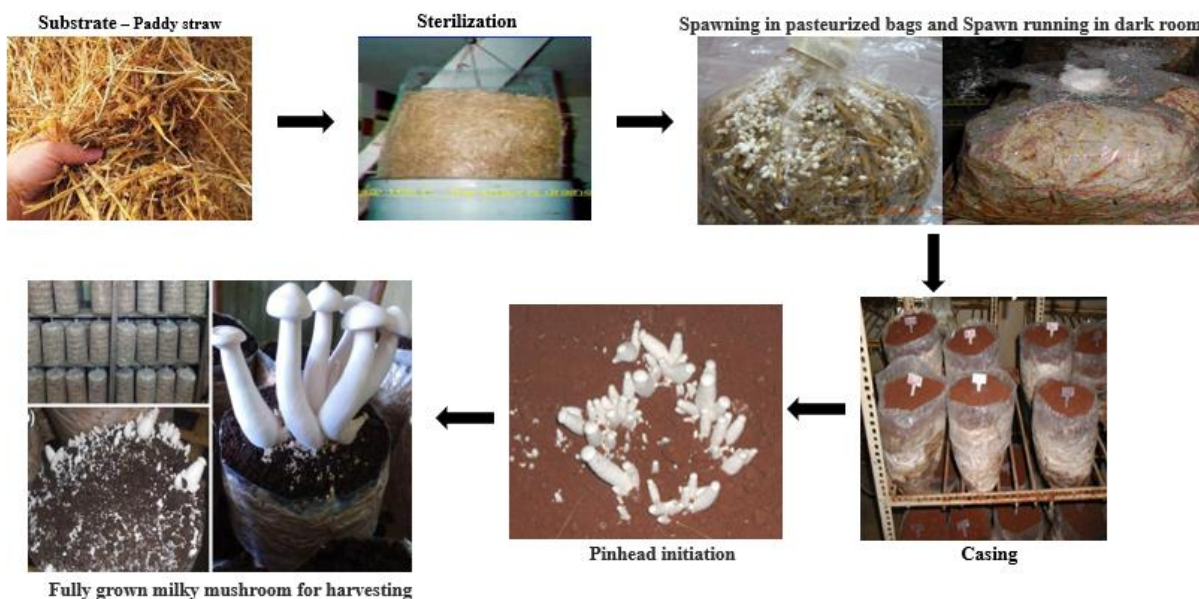 Substrate – Paddy straw
Sterilization
Spawning in pasteurized bags and Spawn running in dark room
Casing
Pinhead initiation
Fully grown milky mushroom for harvesting